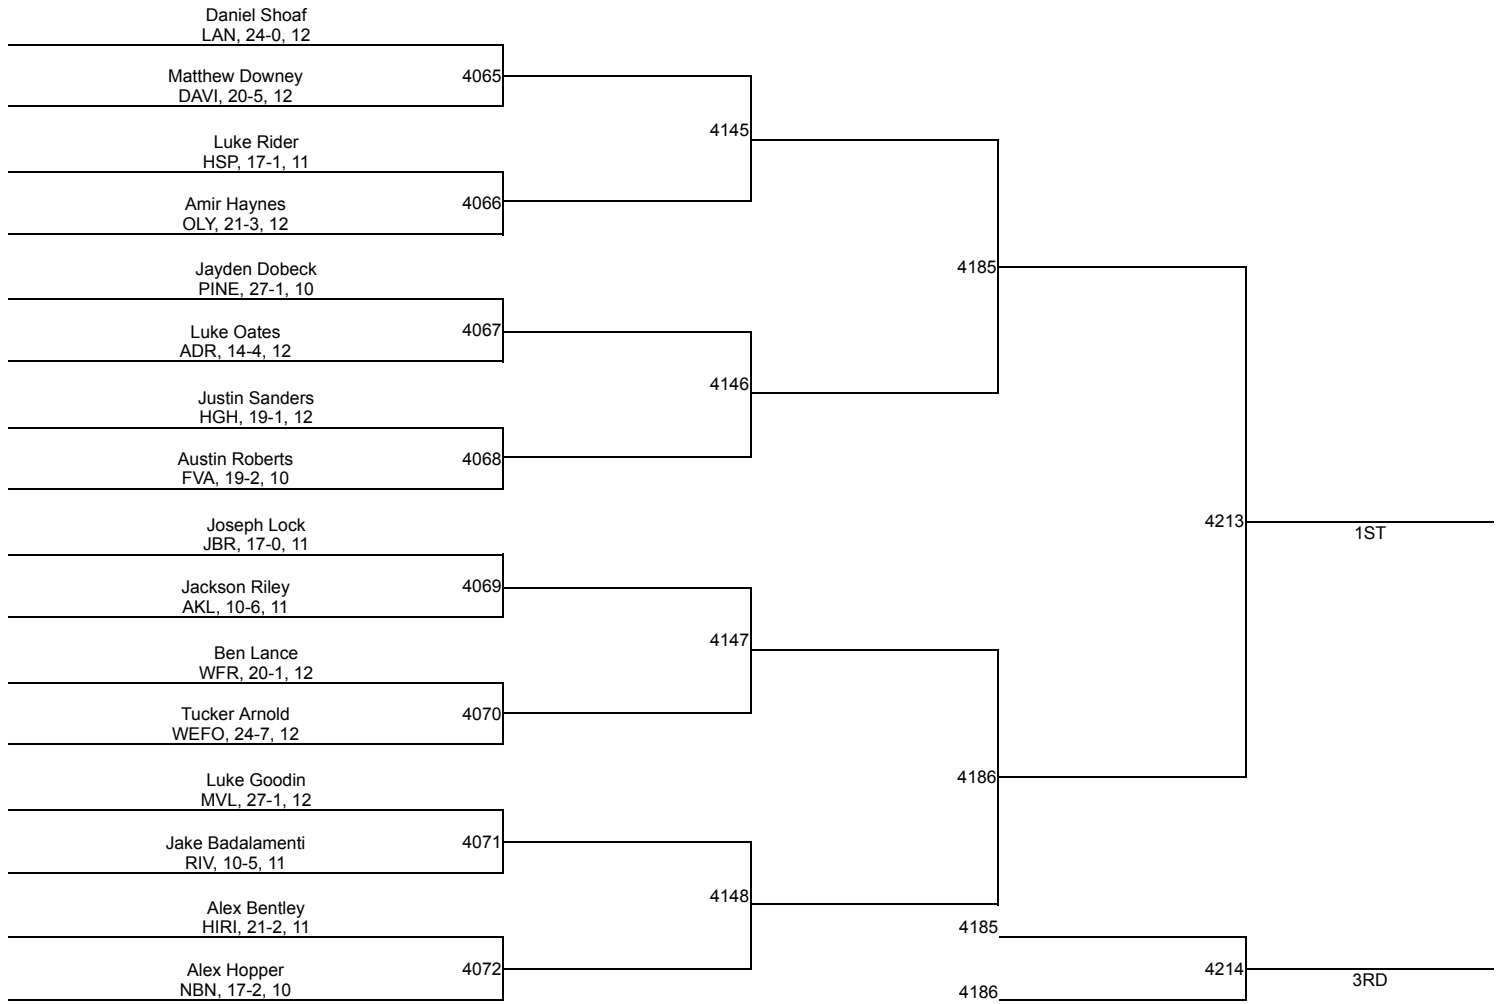 Daniel Shoaf
LAN, 24-0, 12
Matthew Downey
DAVI, 20-5, 12
4065
Luke Rider
HSP, 17-1, 11
Amir Haynes
OLY, 21-3, 12
4066
Jayden Dobeck
PINE, 27-1, 10
Luke Oates
ADR, 14-4, 12
4067
Justin Sanders
HGH, 19-1, 12
Austin Roberts
FVA, 19-2, 10
4068
Joseph Lock
JBR, 17-0, 11
Jackson Riley
AKL, 10-6, 11
4069
Ben Lance
WFR, 20-1, 12
Tucker Arnold
WEFO, 24-7, 12
4070
Luke Goodin
MVL, 27-1, 12
Jake Badalamenti
RIV, 10-5, 11
4071
Alex Bentley
HIRI, 21-2, 11
Alex Hopper
NBN, 17-2, 10
4072
4145
4146
4147
4148
4185
4186
4213
1ST
4185
4186
4214
3RD